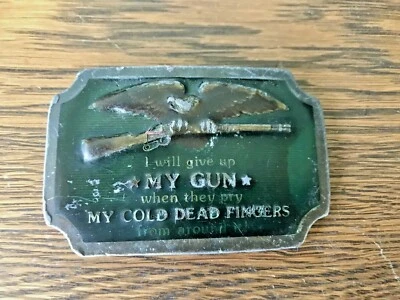 I will give up
★ MY GUN ★
when they pry
MY COLD DEAD FINGERS
from around it!